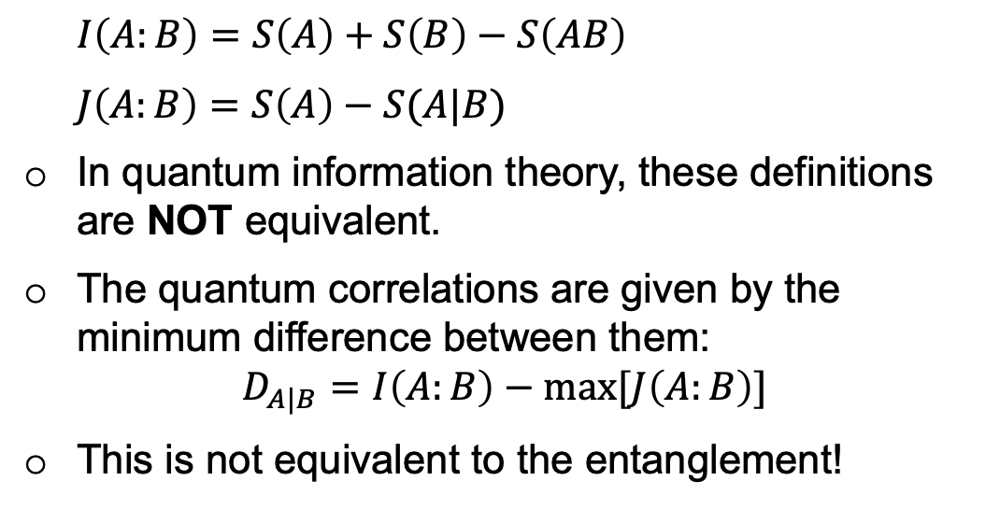 I(A: B) = S(A) + S(B) − S(AB)
J(A: B) = S(A) − S(A|B)
o In quantum information theory, these definitions
are NOT equivalent.
o The quantum correlations are given by the
minimum difference between them:
D_{A|B} = I(A: B) − max[J(A: B)]
o This is not equivalent to the entanglement!